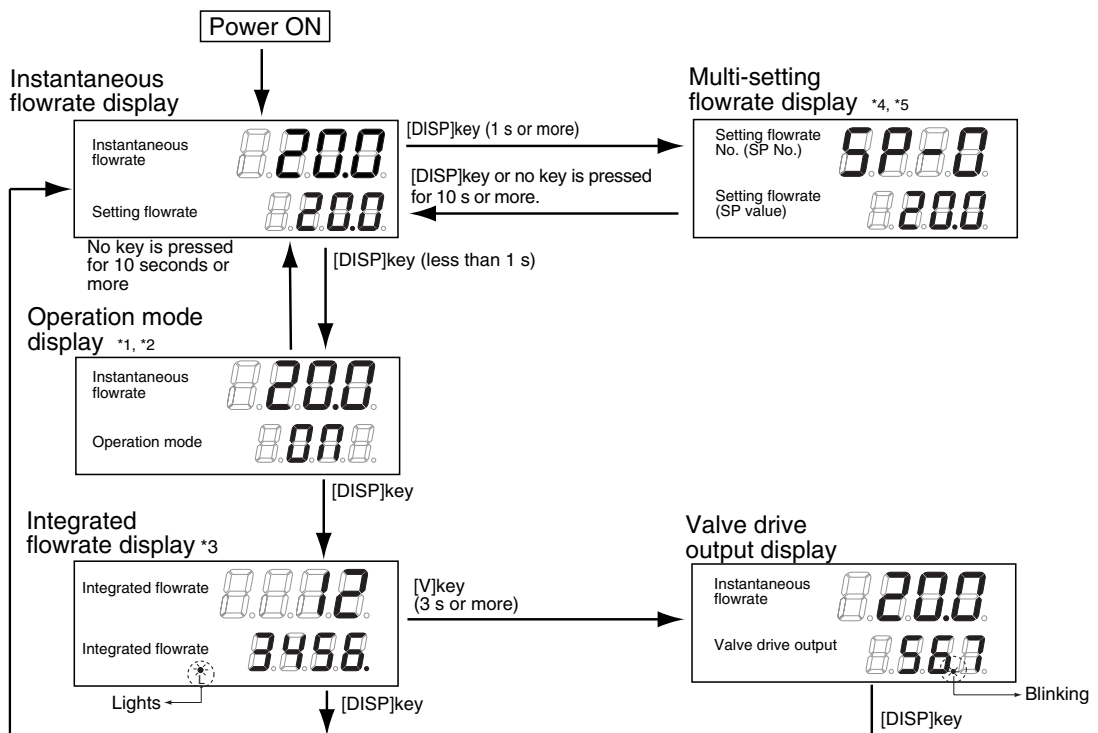 Power ON
Instantaneous
flowrate display
Instantaneous
flowrate
20.0
Setting flowrate
20.0
[DISP]key (1 s or more)
[DISP]key or no key is pressed
for 10 s or more.
Multi-setting
flowrate display *4, *5
Setting flowrate
No. (SP No.)
SP-0
Setting flowrate
(SP value)
20.0
No key is pressed
for 10 seconds or
more
[DISP]key (less than 1 s)
Operation mode
display *1, *2
Instantaneous
flowrate
20.0
Operation mode
ON
[DISP]key
Integrated
flowrate display *3
Integrated flowrate
12
Integrated flowrate
3456.
L
Lights
[DISP]key
[V]key
(3 s or more)
Valve drive
output display
Instantaneous
flowrate
20.0
Valve drive output
56.7
Blinking
[DISP]key